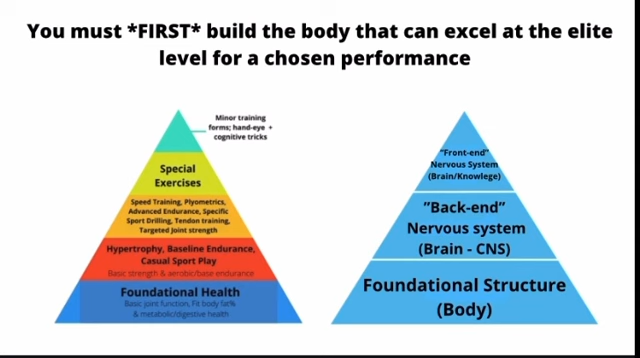 You must *FIRST* build the body that can excel at the elite
level for a chosen performance
Minor training
forms; hand-eye +
cognitive tricks
Special
Exercises
Speed Training, Plyometrics,
Advanced Endurance, Specific
Sport Drilling, Tendon training,
Targeted Joint strength
Hypertrophy, Baseline Endurance,
Casual Sport Play
Basic strength & aerobic/base endurance
Foundational Health
Basic joint function, Fit body fat%
& metabolic/digestive health
"Front-end"
Nervous System
(Brain/Knowlege)
"Back-end"
Nervous system
(Brain - CNS)
Foundational Structure
(Body)